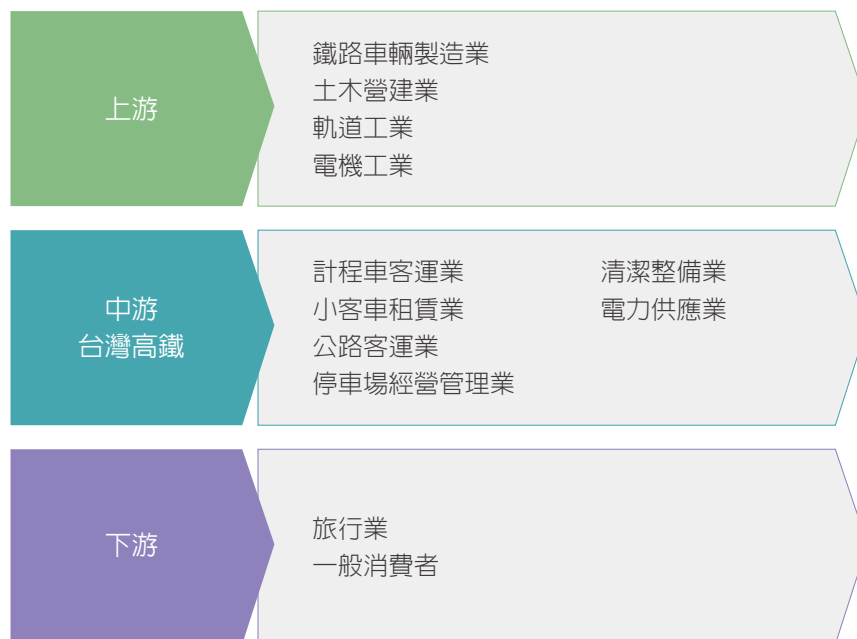 上游
鐵路車輛製造業
土木營建業
軌道工業
電機工業
中游
台灣高鐵
計程車客運業
小客車租賃業
公路客運業
停車場經營管理業
清潔整備業
電力供應業
下游
旅行業
一般消費者